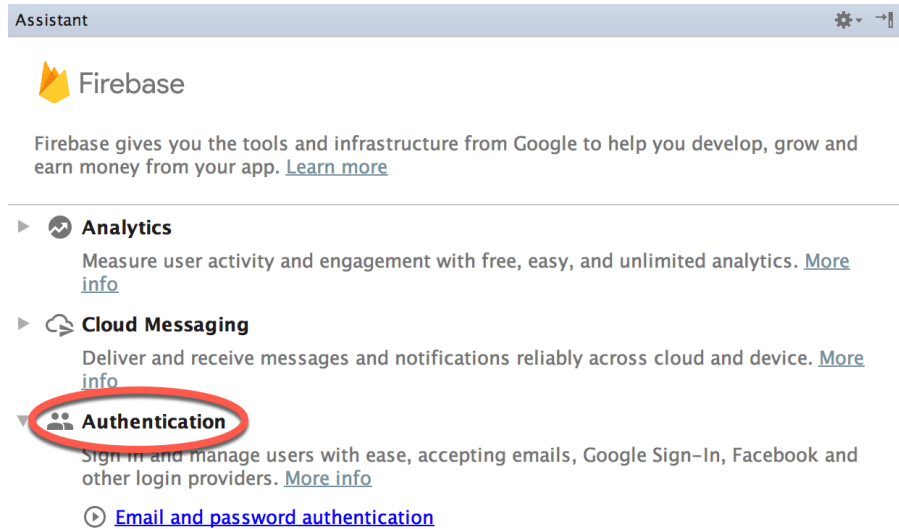 Assistant
Firebase
Firebase gives you the tools and infrastructure from Google to help you develop, grow and
earn money from your app. Learn more
Analytics
Measure user activity and engagement with free, easy, and unlimited analytics. More
info
Cloud Messaging
Deliver and receive messages and notifications reliably across cloud and device. More
info
Authentication
Sign in and manage users with ease, accepting emails, Google Sign-In, Facebook and
other login providers. More info
Email and password authentication